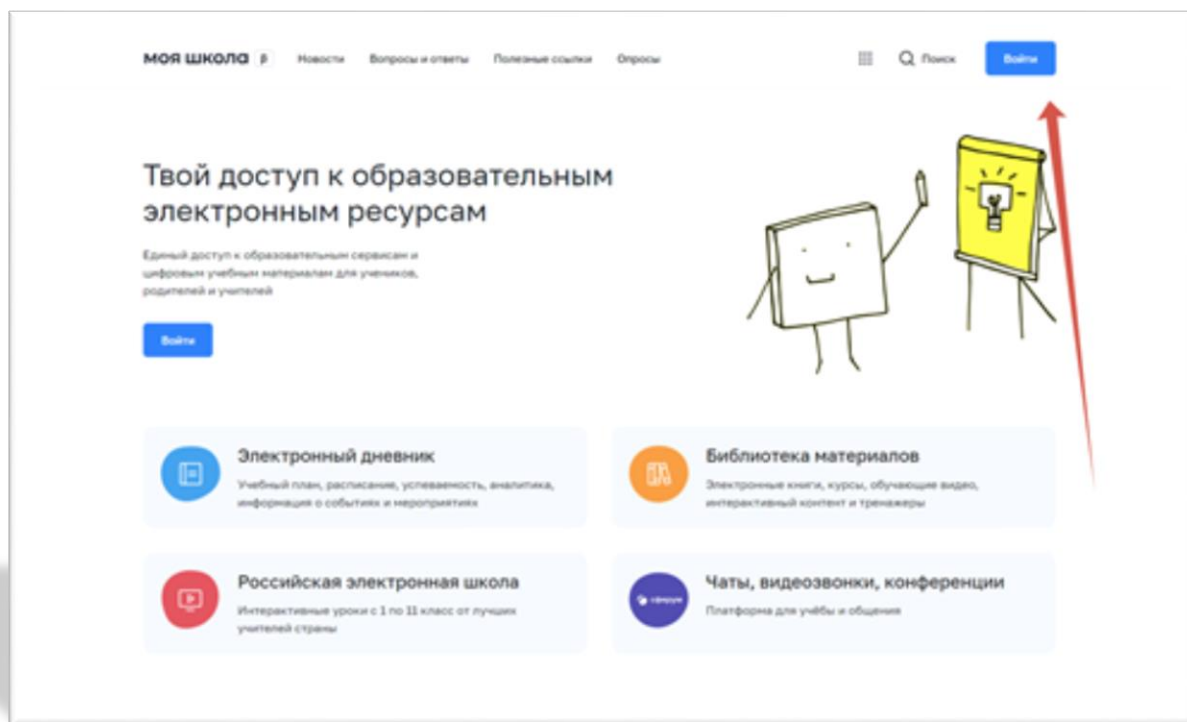 МОЯ ШКОЛА β Новости Вопросы и ответы Полезные ссылки Опросы Поиск Войти
Твой доступ к образовательным
электронным ресурсам
Единый доступ к образовательным сервисам и
цифровым учебным материалам для учеников,
родителей и учителей
Войти
Электронный дневник
Учебный план, расписание, успеваемость, аналитика,
информация о событиях и мероприятиях
Библиотека материалов
Электронные книги, курсы, обучающие видео,
интерактивный контент и тренажеры
Российская электронная школа
Интерактивные уроки с 1 по 11 класс от лучших
учителей страны
сферум
Чаты, видеозвонки, конференции
Платформа для учёбы и общения